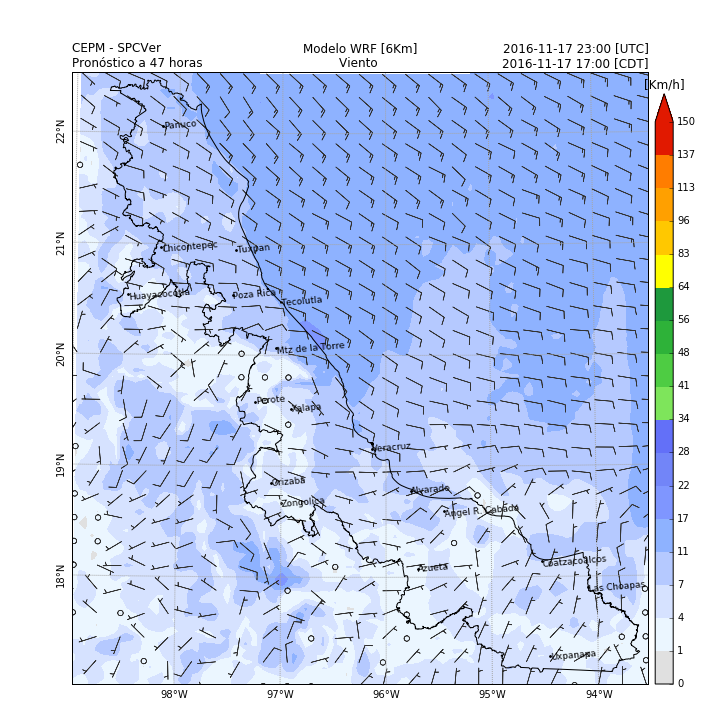 CEPM - SPCVer Modelo WRF [6Km] 2016-11-17 23:00 [UTC]
Pronóstico a 47 horas Viento 2016-11-17 17:00 [CDT]
[Km/h]
150
137
113
96
83
64
56
48
41
34
28
22
17
11
7
4
1
0
22°N
21°N
20°N
19°N
18°N
Panuco
Chicontepec
Tuxpan
Huayacocotla
Poza Rica
Tecolutla
Mtz de la Torre
Perote
Xalapa
Veracruz
Orizaba
Zongolica
Alvarado
Angel R. Cabada
Azueta
Coatzacoalcos
Las Choapas
Uxpanapa
98°W 97°W 96°W 95°W 94°W